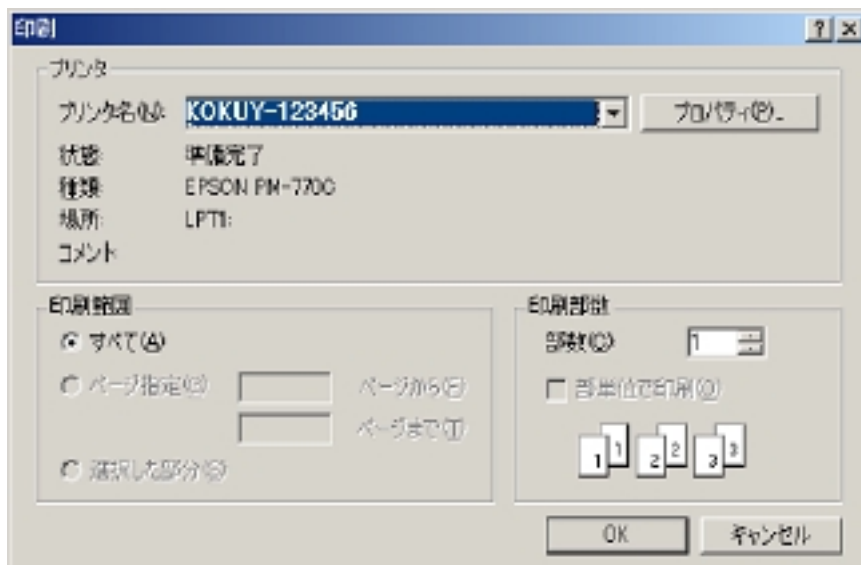 印刷
プリンタ
プリンタ名(N): KOKUY-123456 プロパティ(P)...
状態: 準備完了
種類: EPSON PM-770C
場所: LPT1:
コメント:
印刷範囲
すべて(A)
ページ指定(G) ページから(F)
ページまで(T)
選択した部分(S)
印刷部数
部数(C) 1
部単位で印刷(O)
1 1 2 2 3 3
OK キャンセル